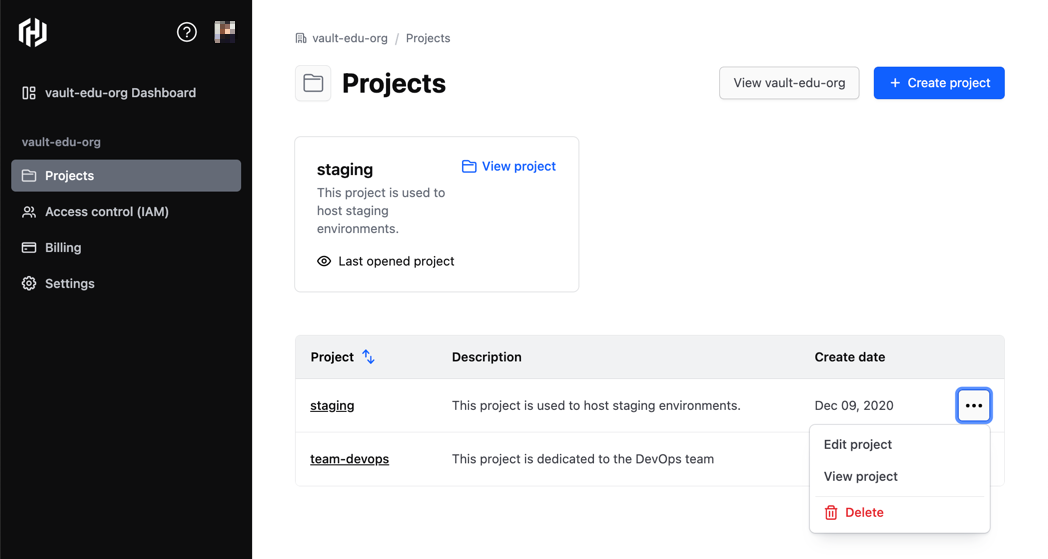 vault-edu-org Dashboard
vault-edu-org
Projects
Access control (IAM)
Billing
Settings
vault-edu-org / Projects
Projects
View vault-edu-org
+ Create project
staging
View project
This project is used to
host staging
environments.
Last opened project
Project Description Create date
staging This project is used to host staging environments. Dec 09, 2020
team-devops This project is dedicated to the DevOps team
Edit project
View project
Delete